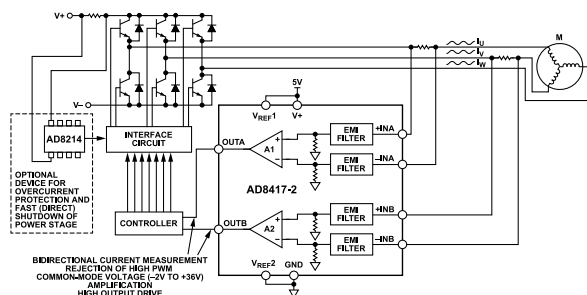 V+
V–
AD8214
OPTIONAL
DEVICE FOR
OVERCURRENT
PROTECTION AND
FAST (DIRECT)
SHUTDOWN OF
POWER STAGE
INTERFACE
CIRCUIT
CONTROLLER
BIDIRECTIONAL CURRENT MEASUREMENT
REJECTION OF HIGH PWM
COMMON-MODE VOLTAGE (–2V TO +36V)
AMPLIFICATION
HIGH OUTPUT DRIVE
5V
VREF1
V+
OUTA
A1
EMI
FILTER
+INA
EMI
FILTER
–INA
AD8417-2
OUTB
A2
EMI
FILTER
+INB
EMI
FILTER
–INB
VREF2
GND
IU
IV
IW
M